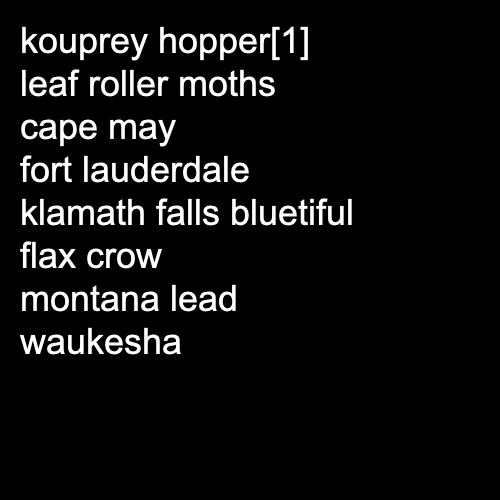 kouprey hopper[1]
leaf roller moths
cape may
fort lauderdale
klamath falls bluetiful
flax crow
montana lead
waukesha